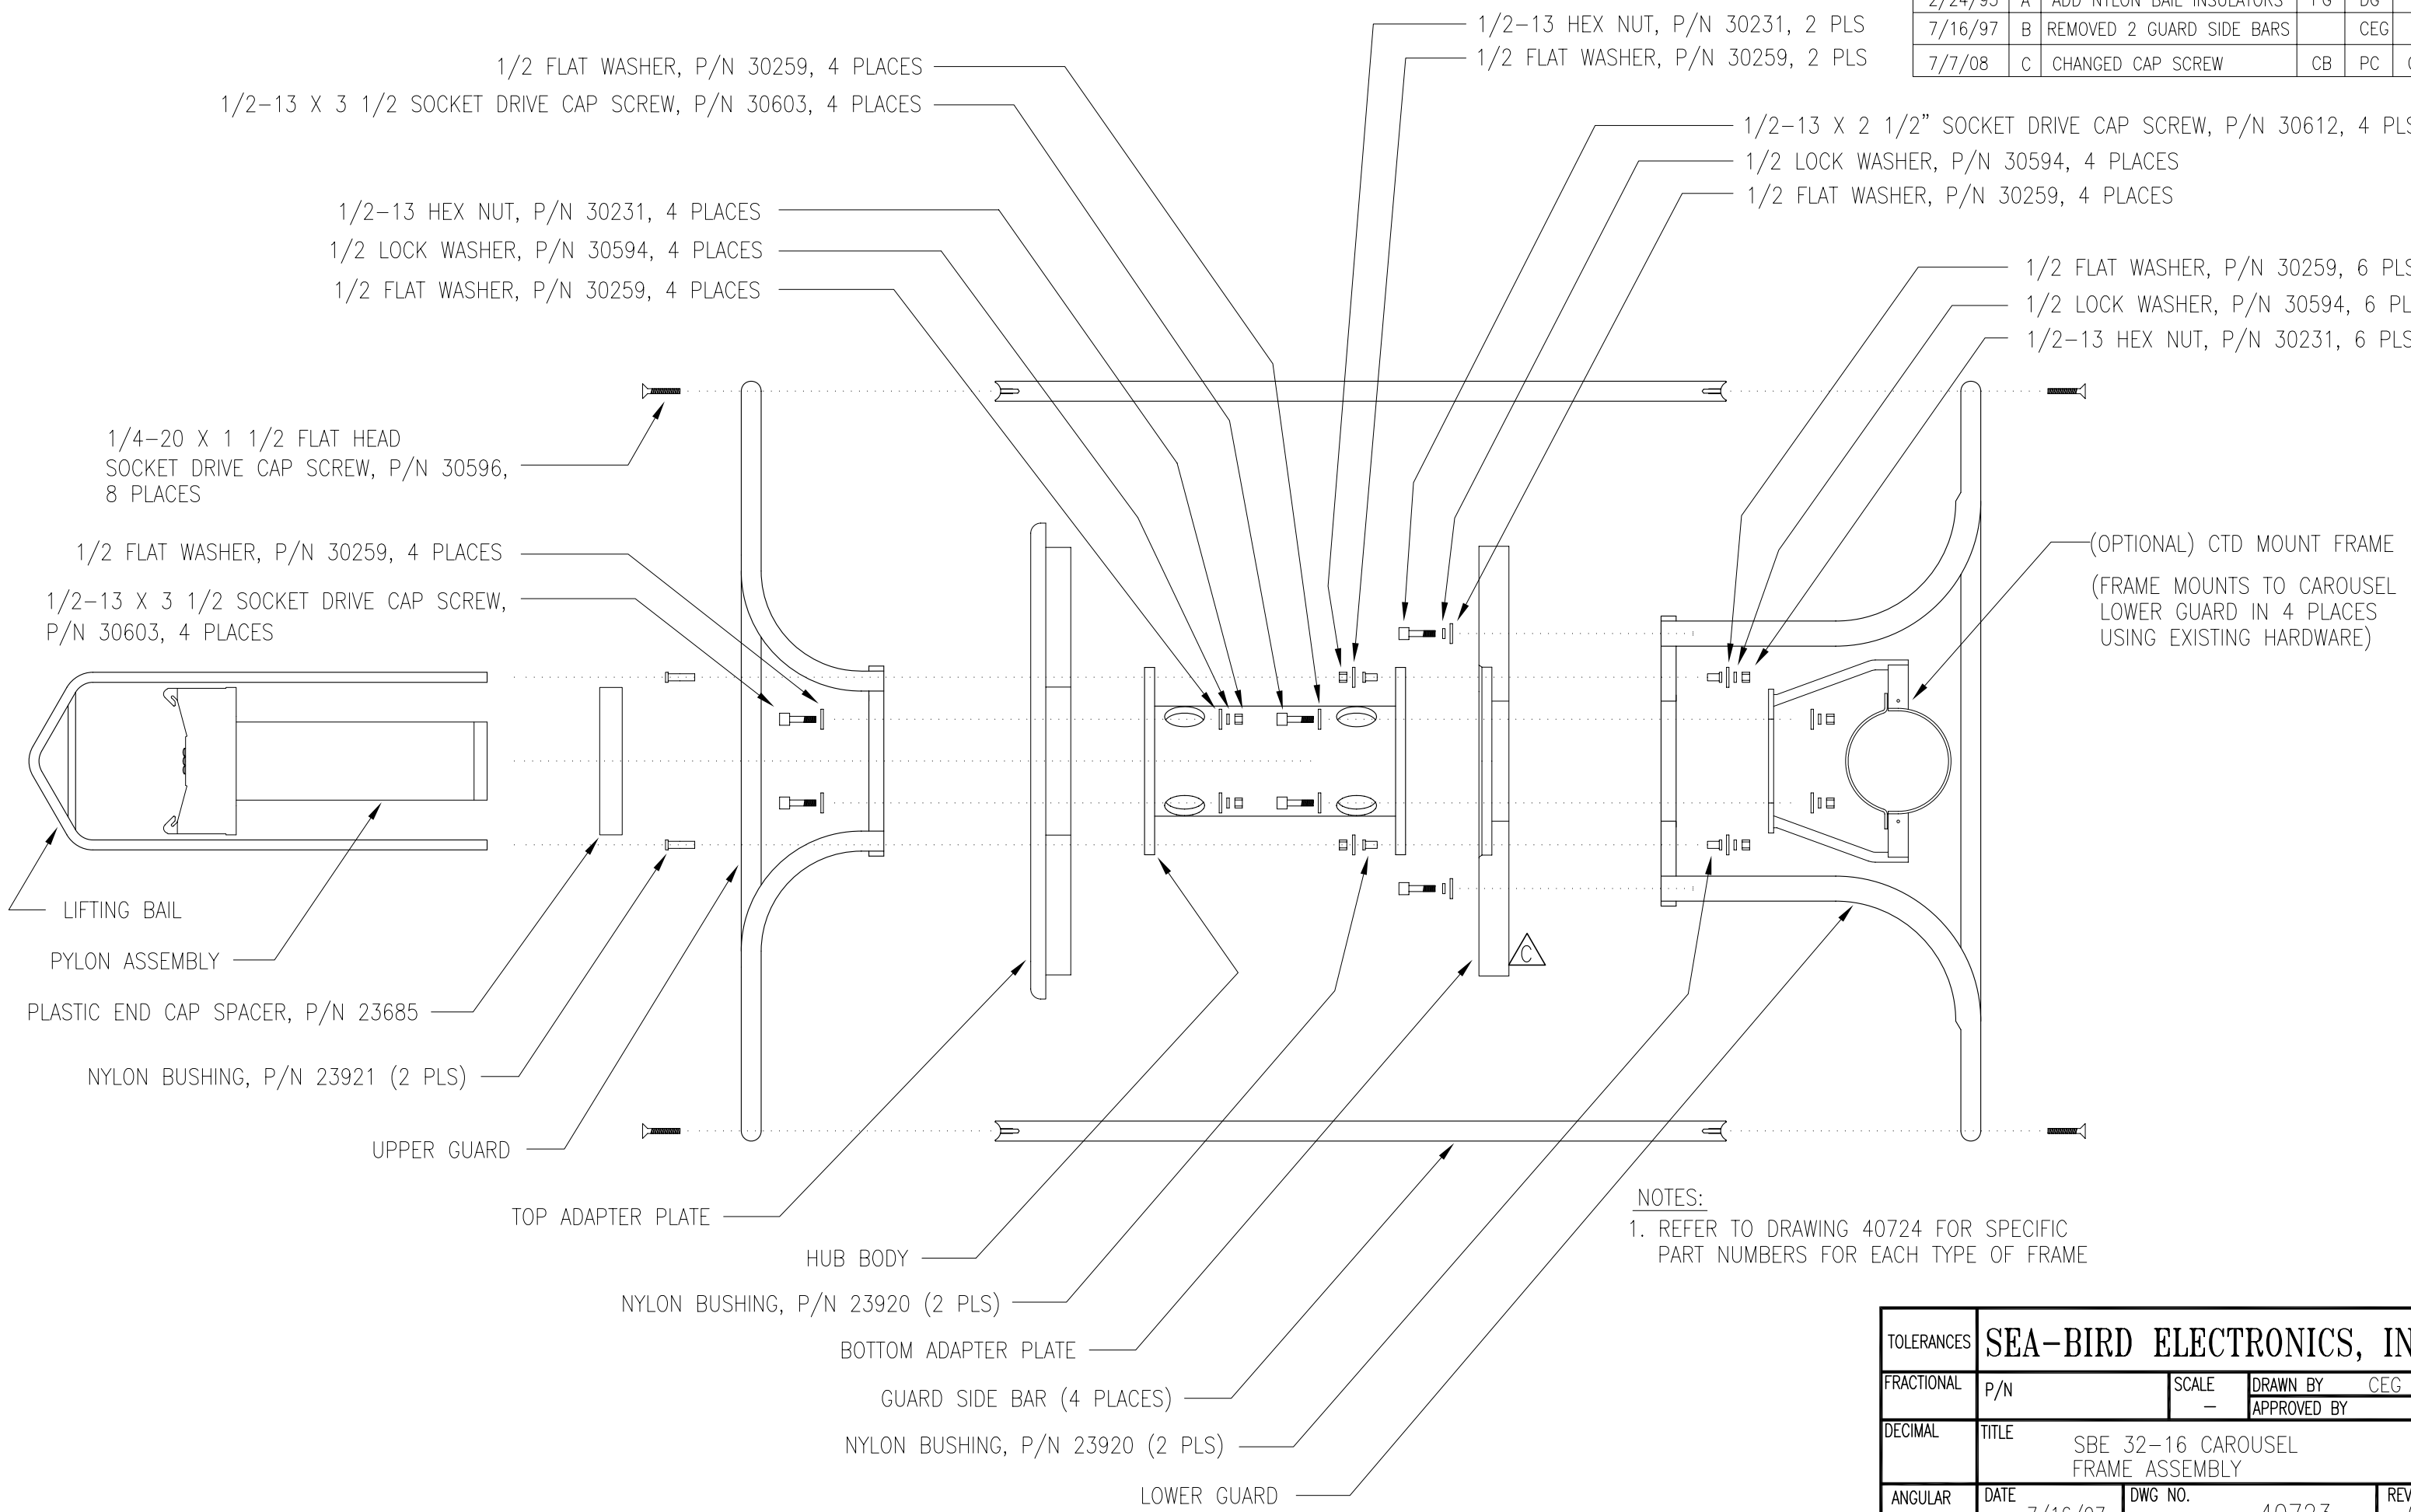 2/24/95 A ADD NYLON BAIL INSULATORS PG DG
7/16/97 B REMOVED 2 GUARD SIDE BARS CEG
7/7/08 C CHANGED CAP SCREW CB PC
1/2-13 HEX NUT, P/N 30231, 2 PLS
1/2 FLAT WASHER, P/N 30259, 2 PLS
1/2 FLAT WASHER, P/N 30259, 4 PLACES
1/2-13 X 3 1/2 SOCKET DRIVE CAP SCREW, P/N 30603, 4 PLACES
1/2-13 X 2 1/2" SOCKET DRIVE CAP SCREW, P/N 30612, 4 PLS
1/2 LOCK WASHER, P/N 30594, 4 PLACES
1/2 FLAT WASHER, P/N 30259, 4 PLACES
1/2-13 HEX NUT, P/N 30231, 4 PLACES
1/2 LOCK WASHER, P/N 30594, 4 PLACES
1/2 FLAT WASHER, P/N 30259, 4 PLACES
1/2 FLAT WASHER, P/N 30259, 6 PLS
1/2 LOCK WASHER, P/N 30594, 6 PL
1/2-13 HEX NUT, P/N 30231, 6 PLS
1/4-20 X 1 1/2 FLAT HEAD
SOCKET DRIVE CAP SCREW, P/N 30596,
8 PLACES
1/2 FLAT WASHER, P/N 30259, 4 PLACES
1/2-13 X 3 1/2 SOCKET DRIVE CAP SCREW,
P/N 30603, 4 PLACES
(OPTIONAL) CTD MOUNT FRAME
(FRAME MOUNTS TO CAROUSEL
LOWER GUARD IN 4 PLACES
USING EXISTING HARDWARE)
LIFTING BAIL
PYLON ASSEMBLY
PLASTIC END CAP SPACER, P/N 23685
NYLON BUSHING, P/N 23921 (2 PLS)
UPPER GUARD
TOP ADAPTER PLATE
HUB BODY
NYLON BUSHING, P/N 23920 (2 PLS)
BOTTOM ADAPTER PLATE
GUARD SIDE BAR (4 PLACES)
NYLON BUSHING, P/N 23920 (2 PLS)
LOWER GUARD
C
NOTES:
1. REFER TO DRAWING 40724 FOR SPECIFIC
PART NUMBERS FOR EACH TYPE OF FRAME
TOLERANCES SEA-BIRD ELECTRONICS, IN
FRACTIONAL P/N SCALE - DRAWN BY CEG
APPROVED BY
DECIMAL TITLE SBE 32-16 CAROUSEL
FRAME ASSEMBLY
ANGULAR DATE 7/16/97 DWG NO. 40723 REV